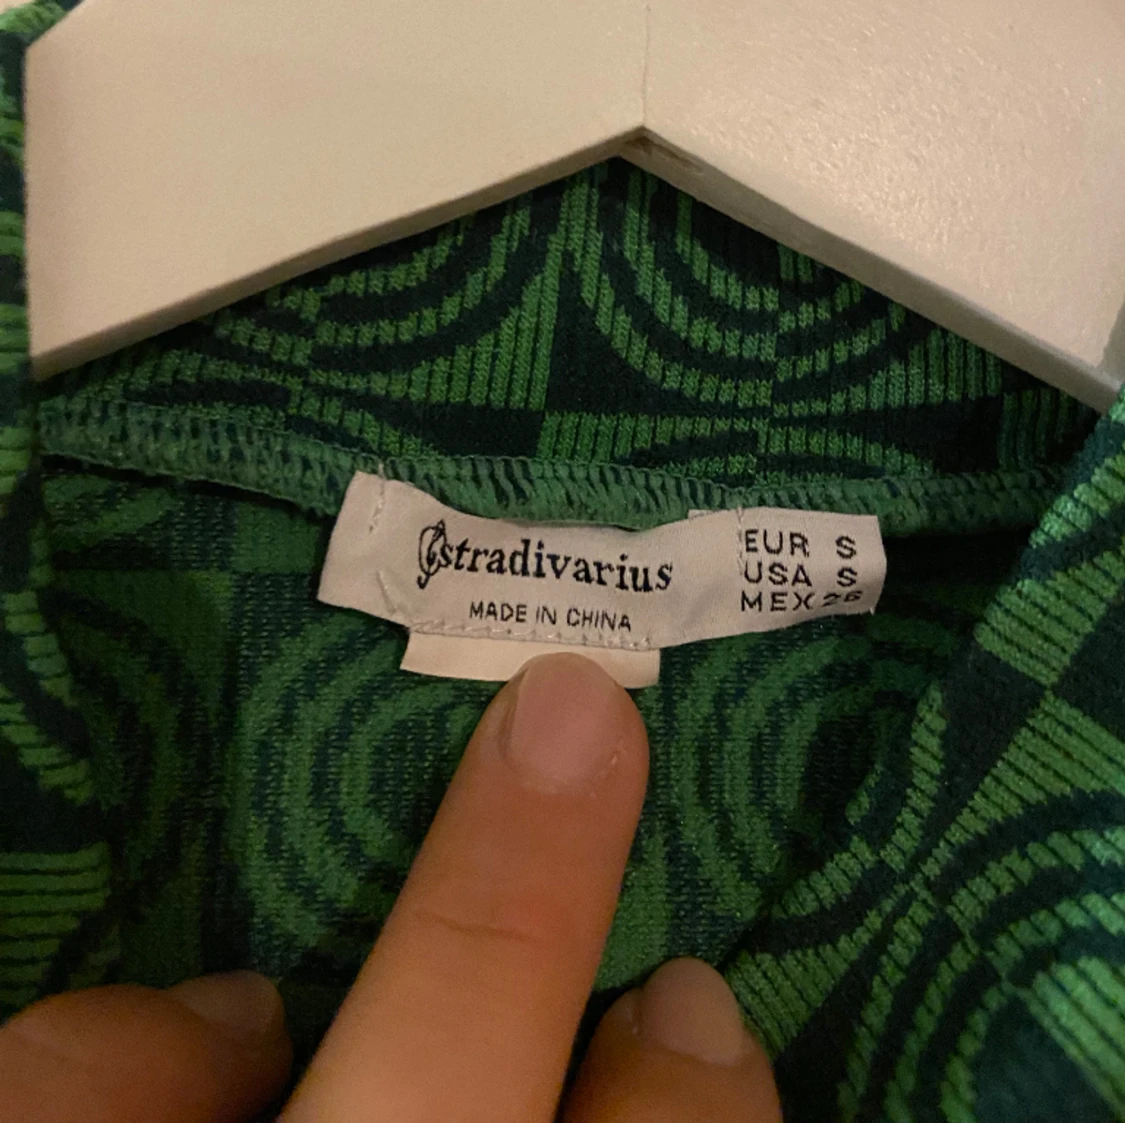 stradivarius
MADE IN CHINA
EUR S
USA S
MEX 26